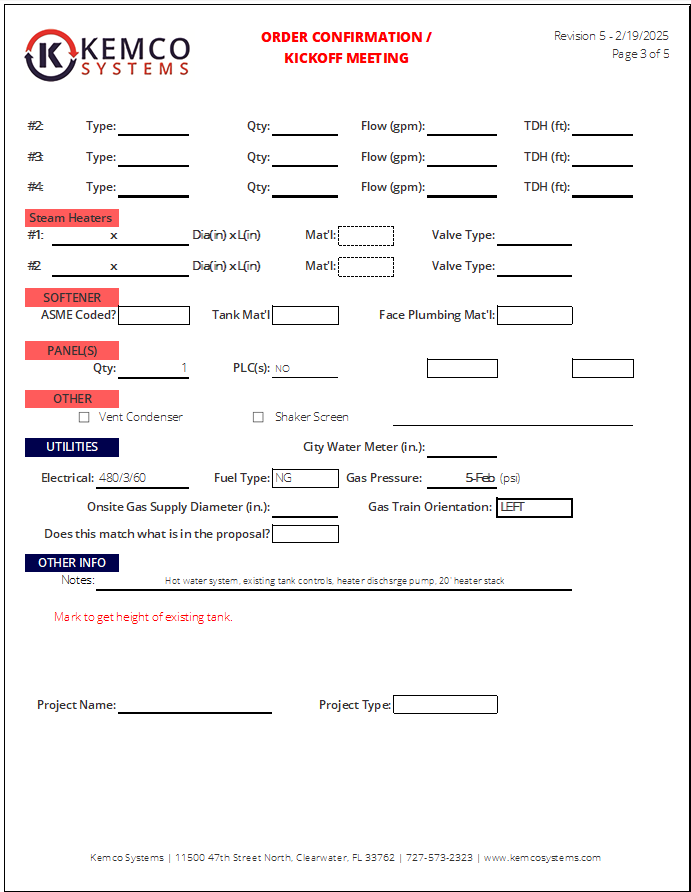 KEMCO
SYSTEMS
ORDER CONFIRMATION /
KICKOFF MEETING
Revision 5 - 2/19/2025
Page 3 of 5
#2: Type: Qty: Flow (gpm): TDH (ft):
#3: Type: Qty: Flow (gpm): TDH (ft):
#4: Type: Qty: Flow (gpm): TDH (ft):
Steam Heaters
#1: x Dia(in) x L(in) Mat'l: Valve Type:
#2 x Dia(in) x L(in) Mat'l: Valve Type:
SOFTENER
ASME Coded? Tank Mat'l Face Plumbing Mat'l:
PANEL(S)
Qty: 1 PLC(s): NO
OTHER
☐ Vent Condenser ☐ Shaker Screen
UTILITIES City Water Meter (in.):
Electrical: 480/3/60 Fuel Type: NG Gas Pressure: 5-Feb (psi)
Onsite Gas Supply Diameter (in.): Gas Train Orientation: LEFT
Does this match what is in the proposal?
OTHER INFO
Notes: Hot water system, existing tank controls, heater dischsrge pump, 20' heater stack
Mark to get height of existing tank.
Project Name: Project Type:
Kemco Systems | 11500 47th Street North, Clearwater, FL 33762 | 727-573-2323 | www.kemcosystems.com